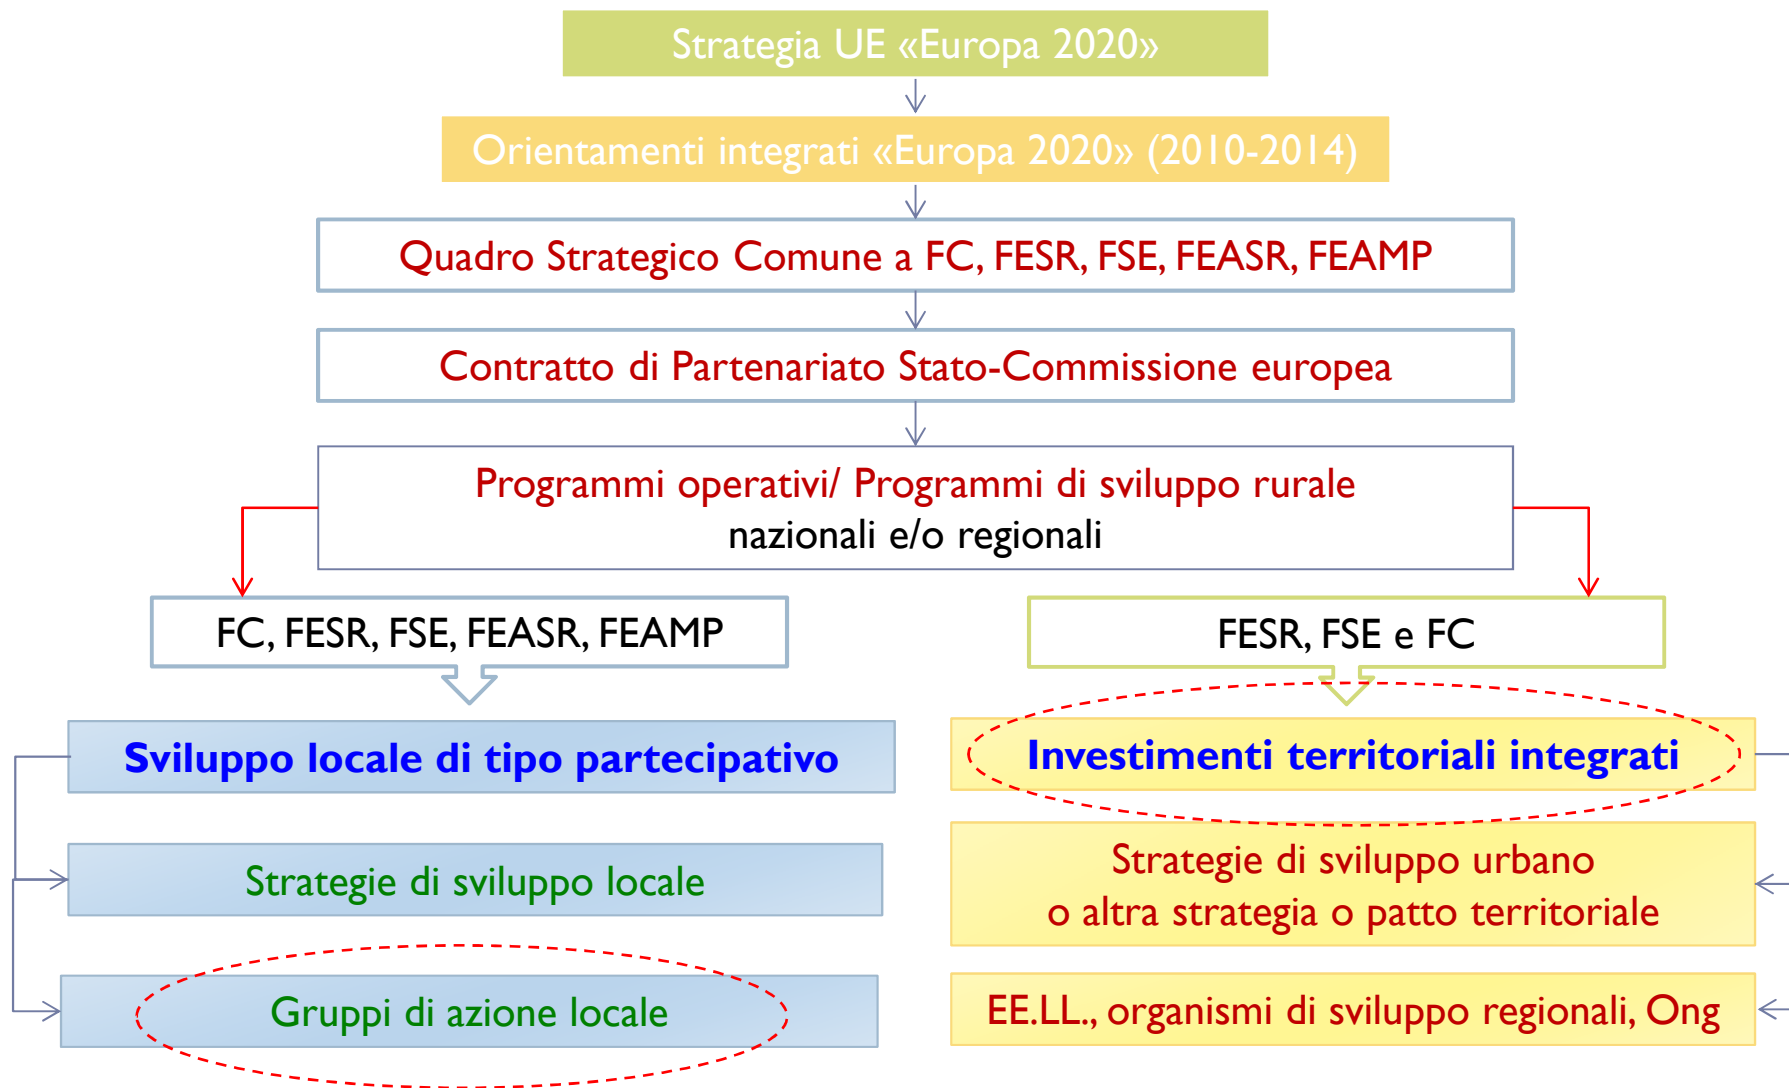 Strategia UE «Europa 2020»
Orientamenti integrati «Europa 2020» (2010-2014)
Quadro Strategico Comune a FC, FESR, FSE, FEASR, FEAMP
Contratto di Partenariato Stato-Commissione europea
Programmi operativi/ Programmi di sviluppo rurale
nazionali e/o regionali
FC, FESR, FSE, FEASR, FEAMP
FESR, FSE e FC
Sviluppo locale di tipo partecipativo
Investimenti territoriali integrati
Strategie di sviluppo locale
Strategie di sviluppo urbano
o altra strategia o patto territoriale
Gruppi di azione locale
EE.LL., organismi di sviluppo regionali, Ong